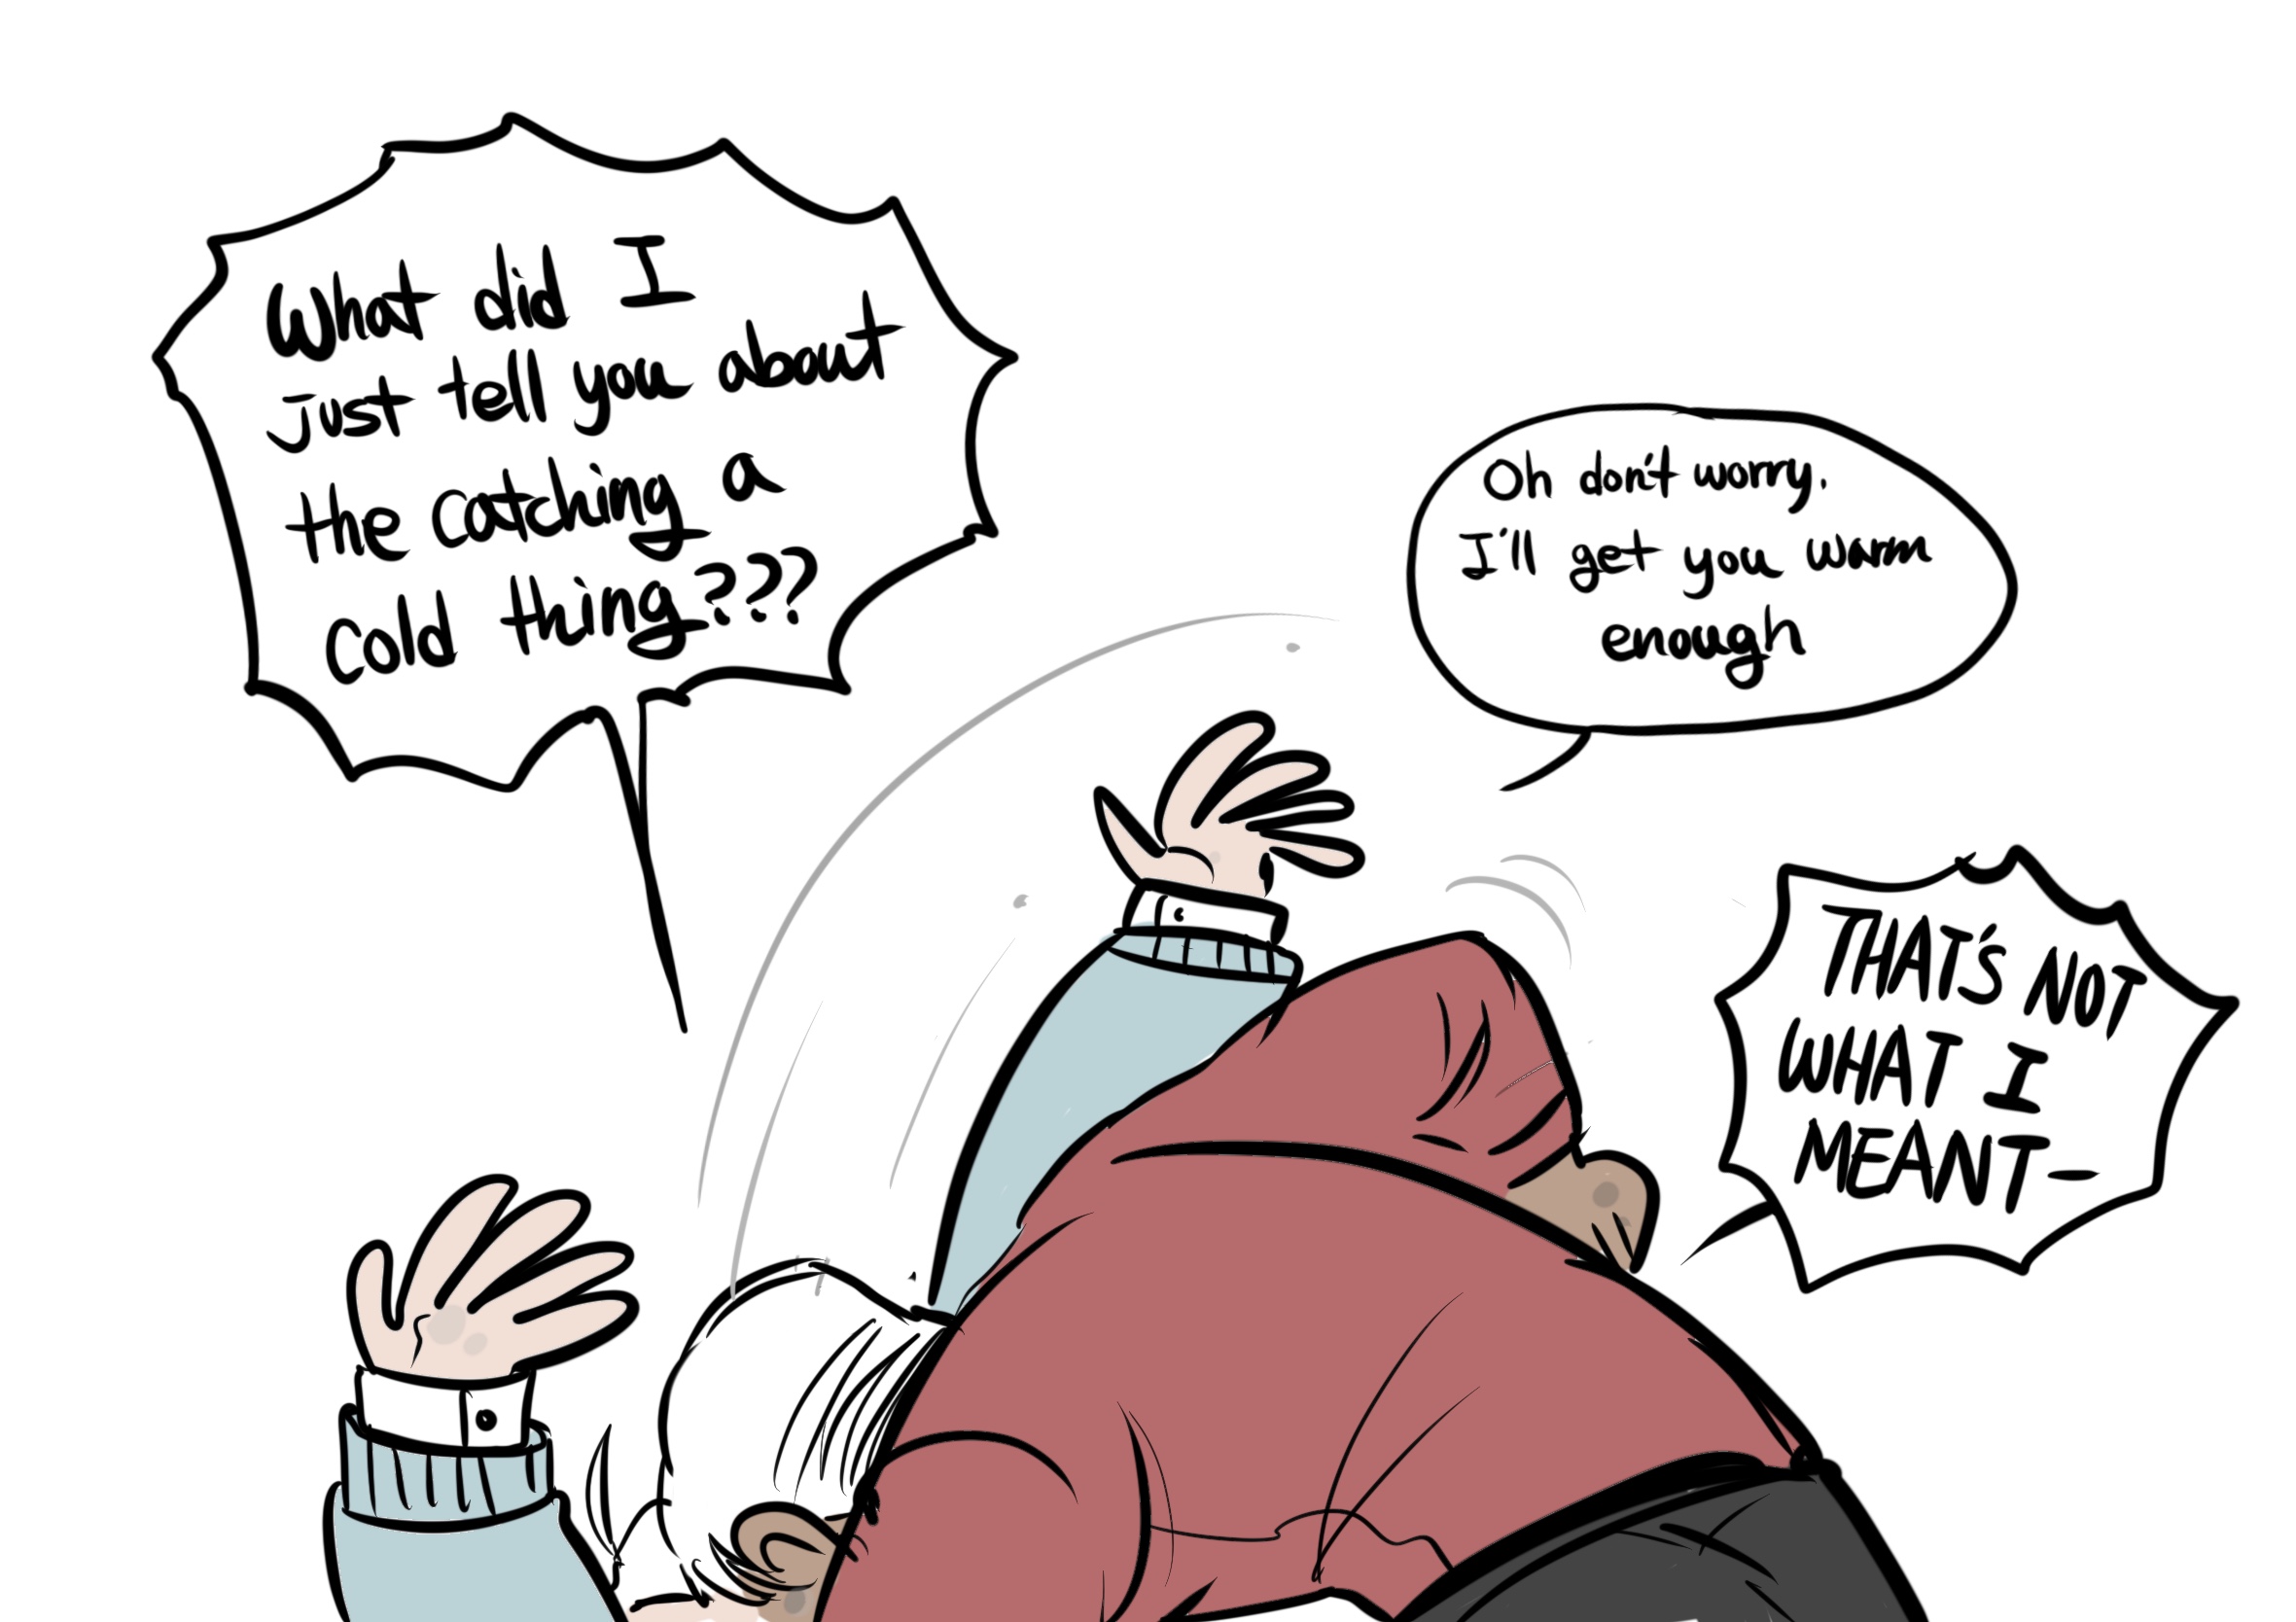 What did I
just tell you about
the catching a
cold thing???
Oh don't worry.
I'll get you warm
enough
THAT'S NOT
WHAT I
MEANT-